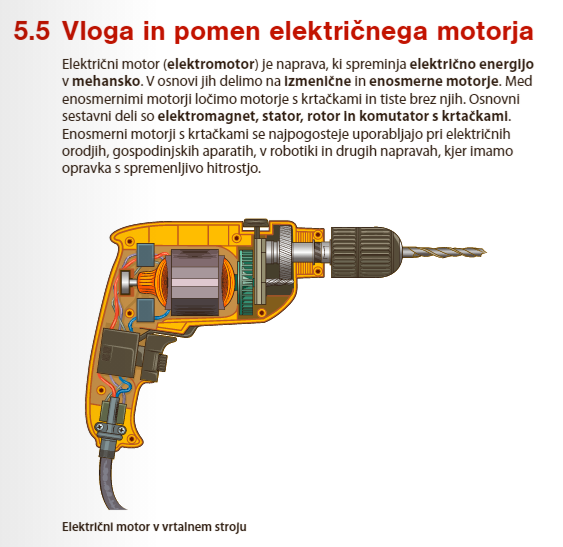 5.5 Vloga in pomen električnega motorja
Električni motor (elektromotor) je naprava, ki spreminja električno energijo
v mehansko. V osnovi jih delimo na izmenične in enosmerne motorje. Med
enosmernimi motorji ločimo motorje s krtačkami in tiste brez njih. Osnovni
sestavni deli so elektromagnet, stator, rotor in komutator s krtačkami.
Enosmerni motorji s krtačkami se najpogosteje uporabljajo pri električnih
orodjih, gospodinjskih aparatih, v robotiki in drugih napravah, kjer imamo
opravka s spremenljivo hitrostjo.
Električni motor v vrtalnem stroju